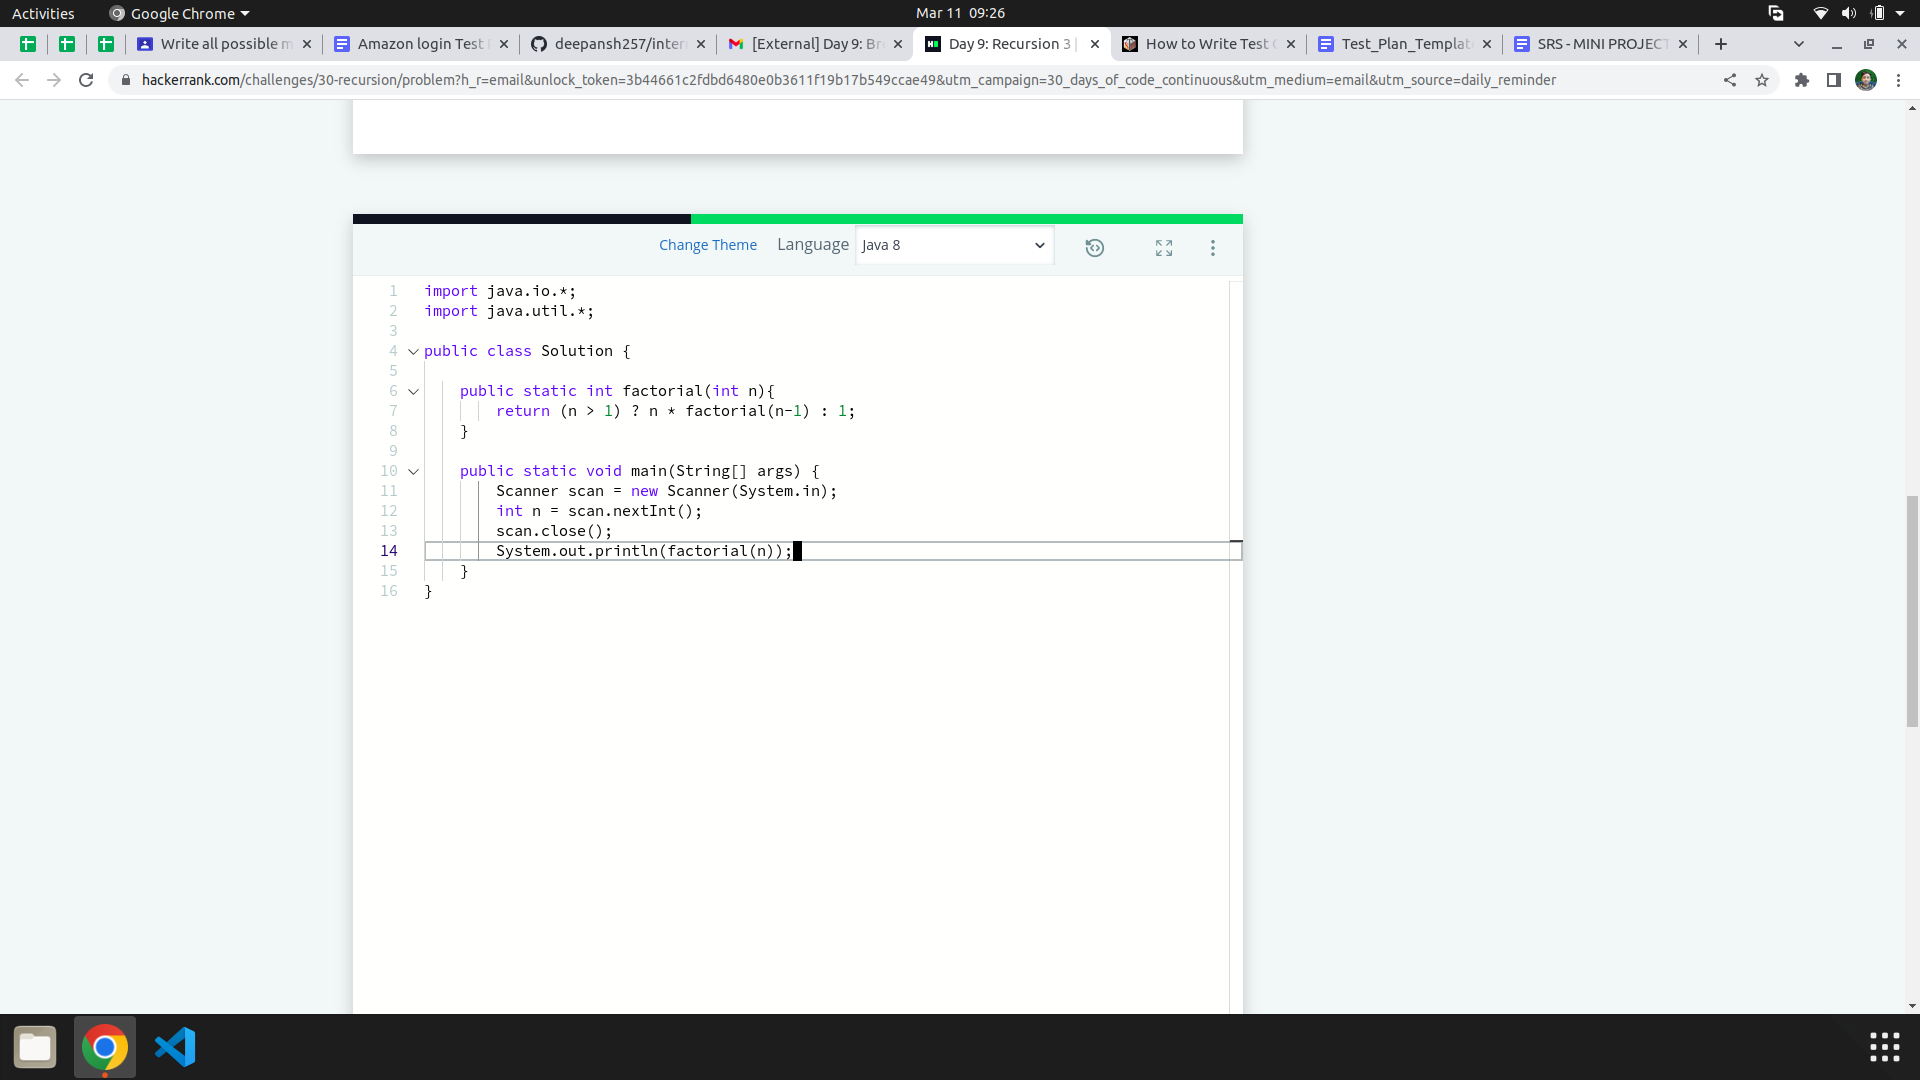 Activities
Google Chrome
Mar 11 09:26
Write all possible m
Amazon login Test
deepansh257/inter
[External] Day 9: Br
Day 9: Recursion 3 |
How to Write Test
Test_Plan_Templat
SRS - MINI PROJECT
hackerrank.com/challenges/30-recursion/problem?h_r=email&unlock_token=3b44661c2fdbd6480e0b3611f19b17b549ccae49&utm_campaign=30_days_of_code_continuous&utm_medium=email&utm_source=daily_reminder
Change Theme Language Java 8
1 import java.io.*;
2 import java.util.*;
3
4 public class Solution {
5
6 public static int factorial(int n){
7 return (n > 1) ? n * factorial(n-1) : 1;
8 }
9
10 public static void main(String[] args) {
11 Scanner scan = new Scanner(System.in);
12 int n = scan.nextInt();
13 scan.close();
14 System.out.println(factorial(n));
15 }
16 }